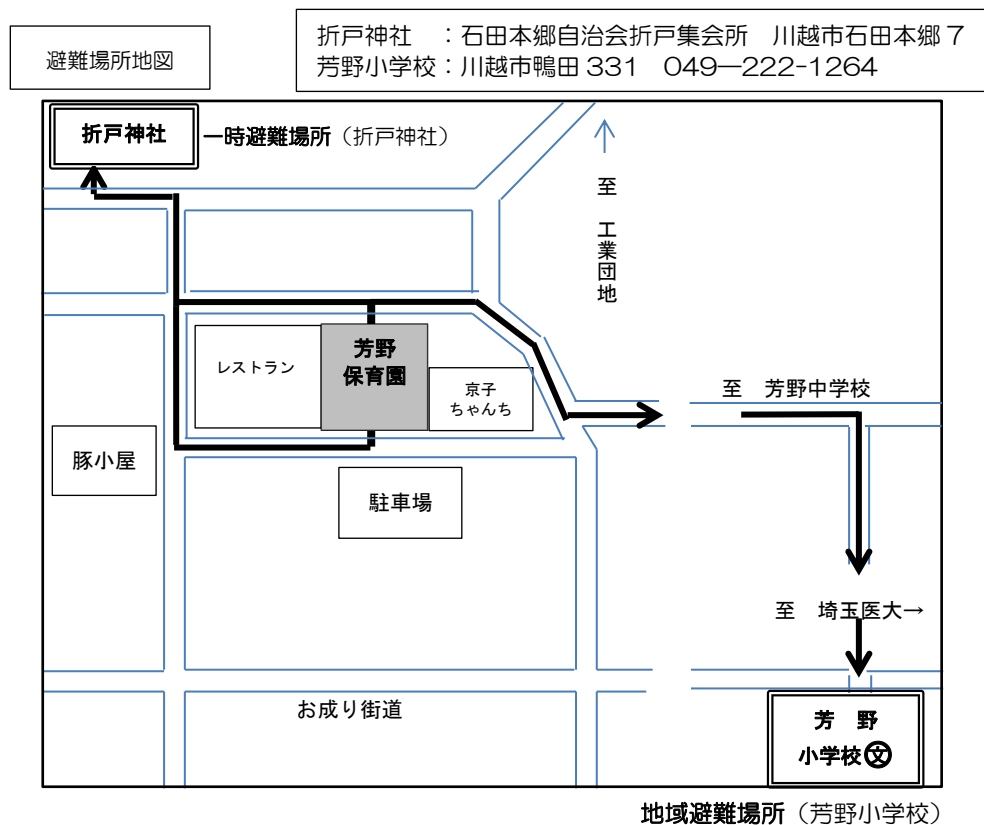 避難場所地図
折戸神社　：石田本郷自治会折戸集会所　川越市石田本郷７
芳野小学校：川越市鴨田331　049—222-1264
折戸神社
一時避難場所（折戸神社）
至　工業団地
レストラン
芳野
保育園
京子
ちゃんち
至　芳野中学校
豚小屋
駐車場
至　埼玉医大→
お成り街道
芳　野
小学校㊫
地域避難場所（芳野小学校）